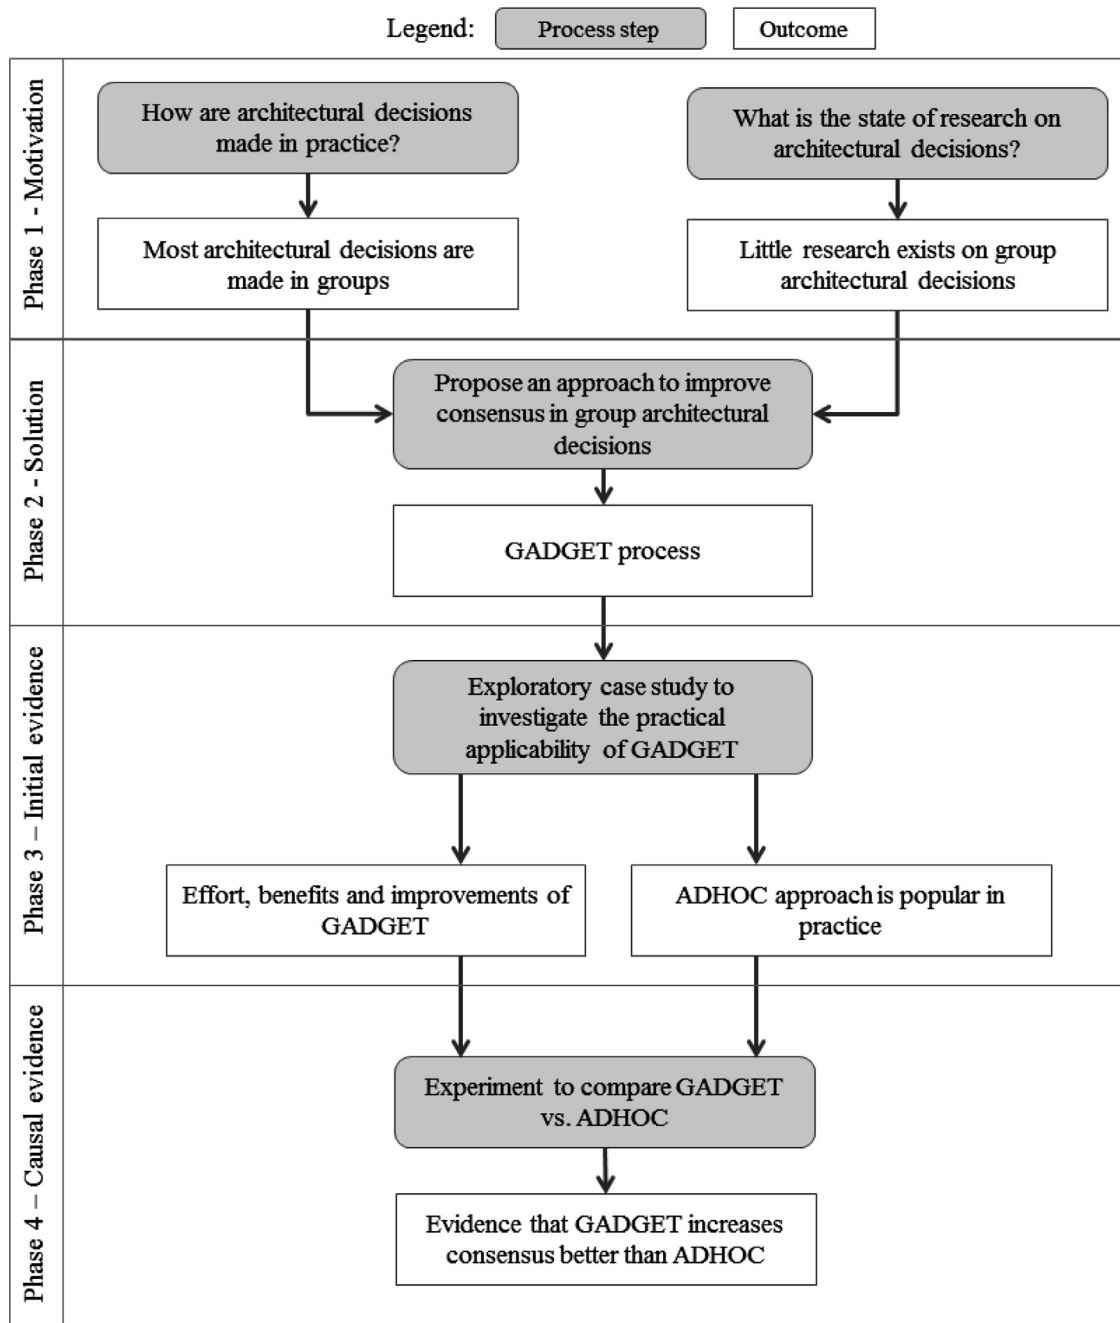 Legend:
Process step
Outcome
Phase 1 - Motivation
How are architectural decisions
made in practice?
What is the state of research on
architectural decisions?
Most architectural decisions are
made in groups
Little research exists on group
architectural decisions
Phase 2 - Solution
Propose an approach to improve
consensus in group architectural
decisions
GADGET process
Phase 3 – Initial evidence
Exploratory case study to
investigate the practical
applicability of GADGET
Effort, benefits and improvements of
GADGET
ADHOC approach is popular in
practice
Phase 4 – Causal evidence
Experiment to compare GADGET
vs. ADHOC
Evidence that GADGET increases
consensus better than ADHOC